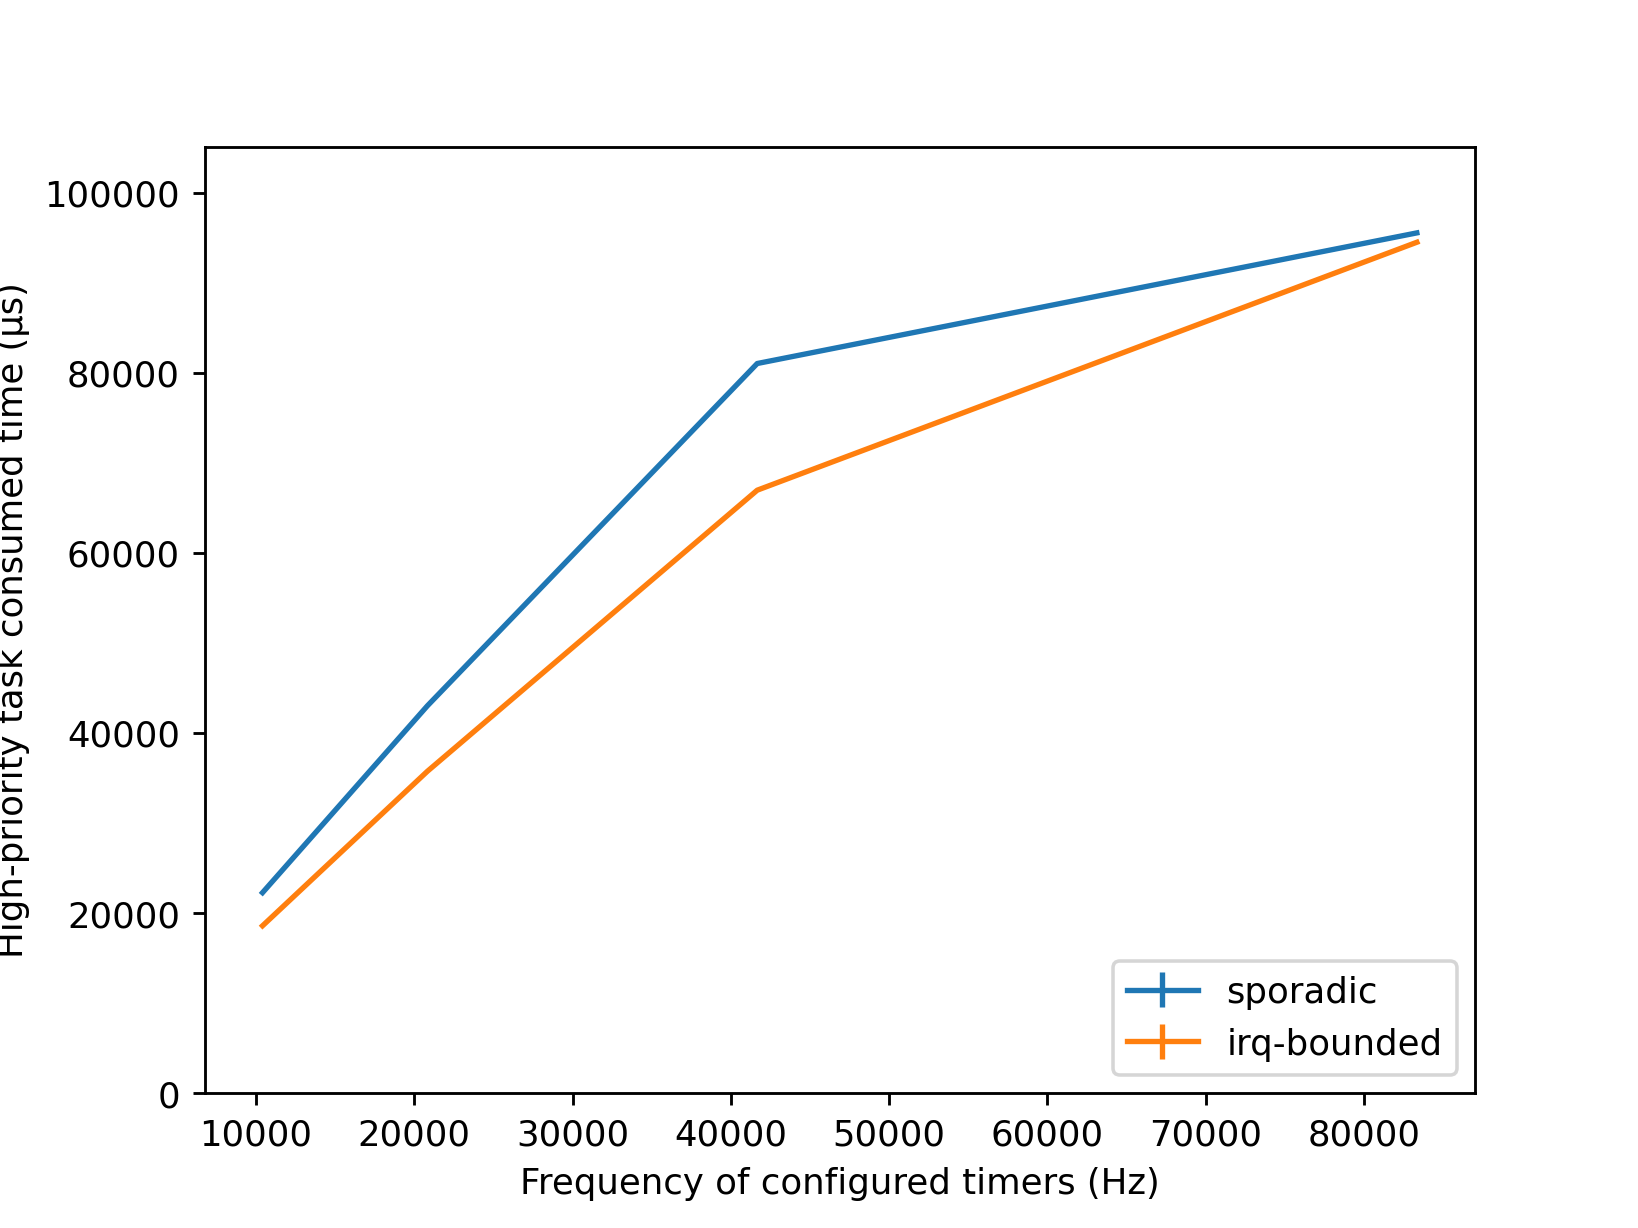 High-priority task consumed time (µs)
100000
80000
60000
40000
20000
0
10000 20000 30000 40000 50000 60000 70000 80000
Frequency of configured timers (Hz)
sporadic
irq-bounded